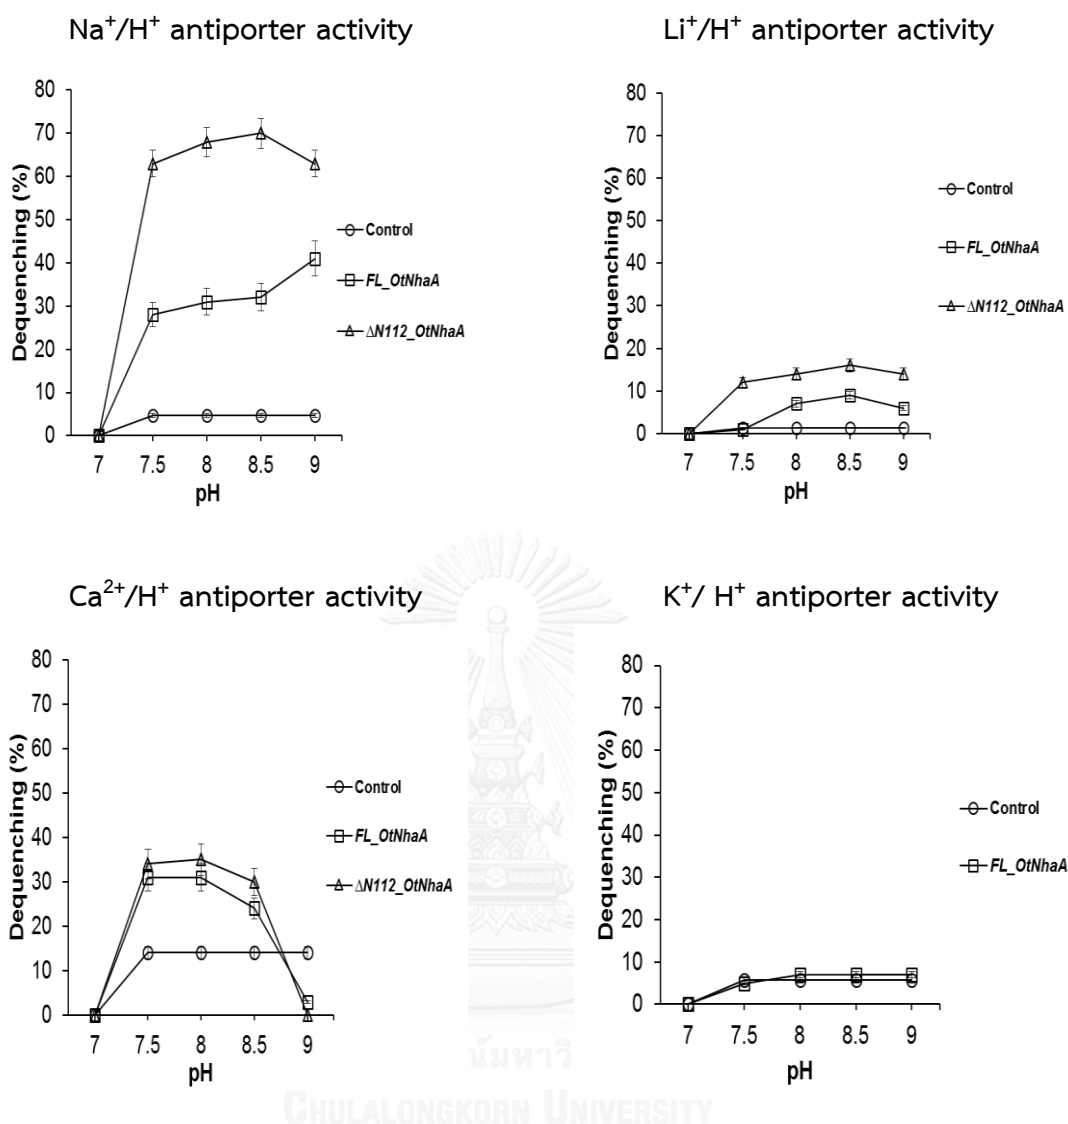 Na⁺/H⁺ antiporter activity
80
70
60
50
40
30
20
10
0
Dequenching (%)
7 7.5 8 8.5 9
pH
Control
FL_OtNhaA
ΔN112_OtNhaA
Li⁺/H⁺ antiporter activity
80
70
60
50
40
30
20
10
0
Dequenching (%)
7 7.5 8 8.5 9
pH
Control
FL_OtNhaA
ΔN112_OtNhaA
Ca²⁺/H⁺ antiporter activity
80
70
60
50
40
30
20
10
0
Dequenching (%)
7 7.5 8 8.5 9
pH
Control
FL_OtNhaA
ΔN112_OtNhaA
K⁺/ H⁺ antiporter activity
80
70
60
50
40
30
20
10
0
Dequenching (%)
7 7.5 8 8.5 9
pH
Control
FL_OtNhaA
CHULALONGKORN UNIVERSITY